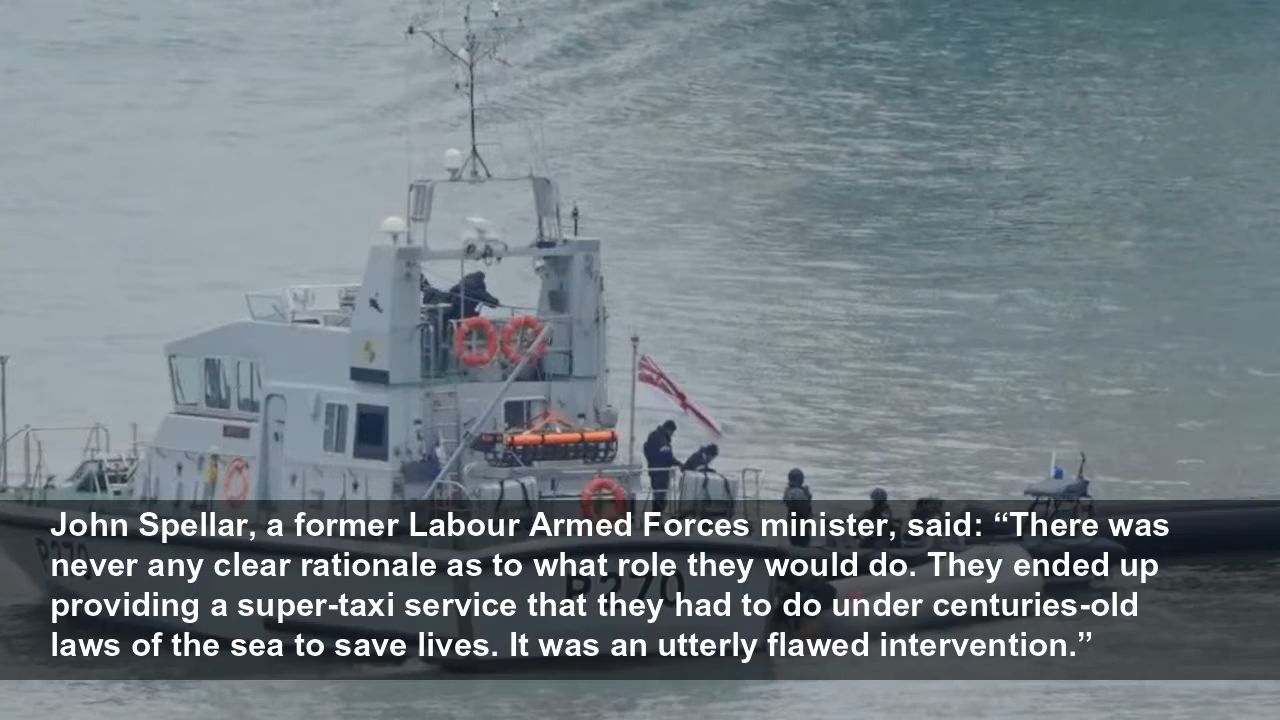 John Spellar, a former Labour Armed Forces minister, said: “There was
never any clear rationale as to what role they would do. They ended up
providing a super-taxi service that they had to do under centuries-old
laws of the sea to save lives. It was an utterly flawed intervention.”
P270
P270